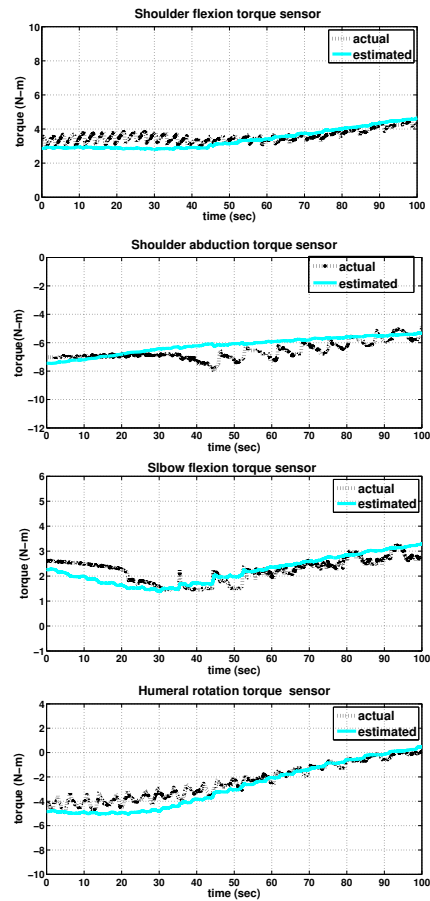 Shoulder flexion torque sensor
10
8
6
4
2
0
torque (N−m)
actual
estimated
0 10 20 30 40 50 60 70 80 90 100
time (sec)
Shoulder abduction torque sensor
0
−2
−4
−6
−8
−10
−12
torque(N−m)
actual
estimated
0 10 20 30 40 50 60 70 80 90 100
time (sec)
Slbow flexion torque sensor
6
5
4
3
2
1
0
−1
torque (N−m)
actual
estimated
0 10 20 30 40 50 60 70 80 90 100
time (sec)
Humeral rotation torque sensor
4
2
0
−2
−4
−6
−8
−10
torque (N−m)
actual
estimated
0 10 20 30 40 50 60 70 80 90 100
time (sec)